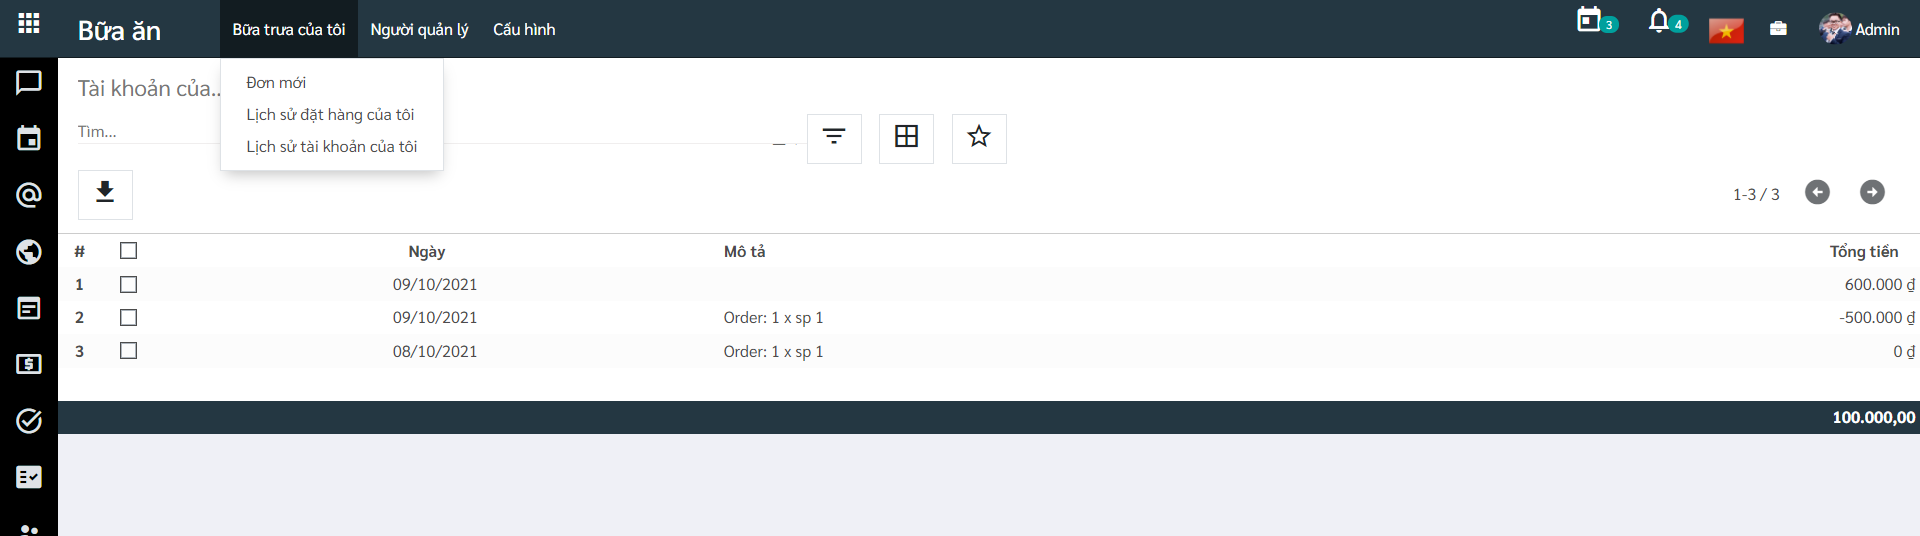 Bữa ăn
Bữa trưa của tôi
Người quản lý
Cấu hình
3
4
Admin
Tài khoản của...
Đơn mới
Lịch sử đặt hàng của tôi
Lịch sử tài khoản của tôi
Tìm...
1-3 / 3
# Ngày Mô tả Tổng tiền
1 09/10/2021 600.000 ₫
2 09/10/2021 Order: 1 x sp 1 -500.000 ₫
3 08/10/2021 Order: 1 x sp 1 0 ₫
100.000,00